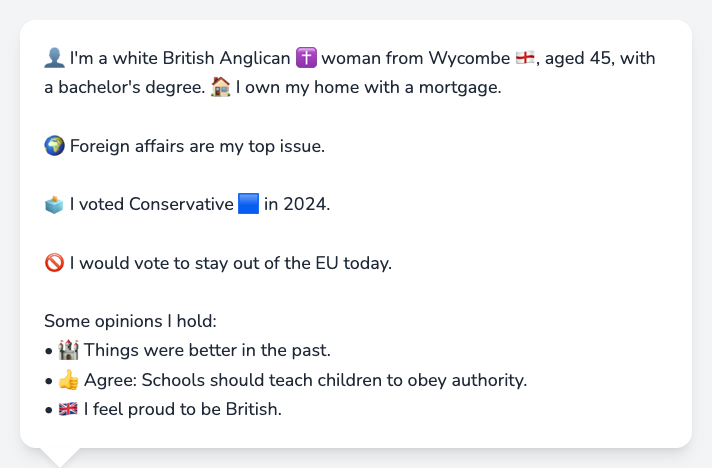 👤 I'm a white British Anglican ✝️ woman from Wycombe 🏴󠁧󠁢󠁥󠁮󠁧󠁿, aged 45, with
a bachelor's degree. 🏠 I own my home with a mortgage.
🌍 Foreign affairs are my top issue.
🗳️ I voted Conservative 🟦 in 2024.
🚫 I would vote to stay out of the EU today.
Some opinions I hold:
• 🏰 Things were better in the past.
• 👍 Agree: Schools should teach children to obey authority.
• 🇬🇧 I feel proud to be British.